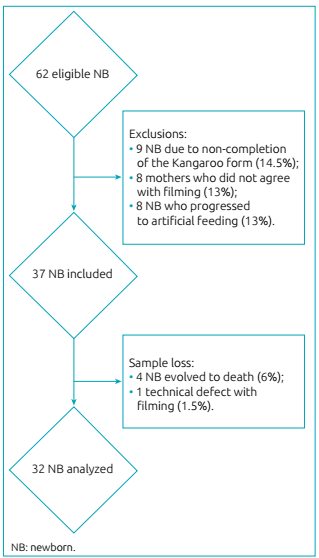 62 eligible NB
Exclusions:
• 9 NB due to non-completion
of the Kangaroo form (14.5%);
• 8 mothers who did not agree
with filming (13%);
• 8 NB who progressed
to artificial feeding (13%).
37 NB included
Sample loss:
• 4 NB evolved to death (6%);
• 1 technical defect with
filming (1.5%).
32 NB analyzed
NB: newborn.